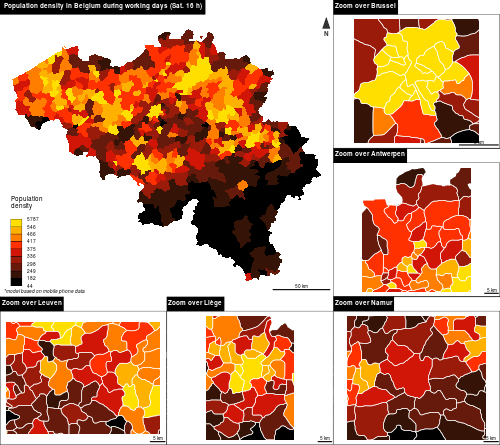 Population density in Belgium during working days (Sat. 16 h)
N
Population
density
5787
546
466
417
375
336
298
249
182
44
*model based on mobile phone data
50 km
Zoom over Brussel
Zoom over Antwerpen
5 km
Zoom over Leuven
5 km
Zoom over Liège
5 km
Zoom over Namur
5 km